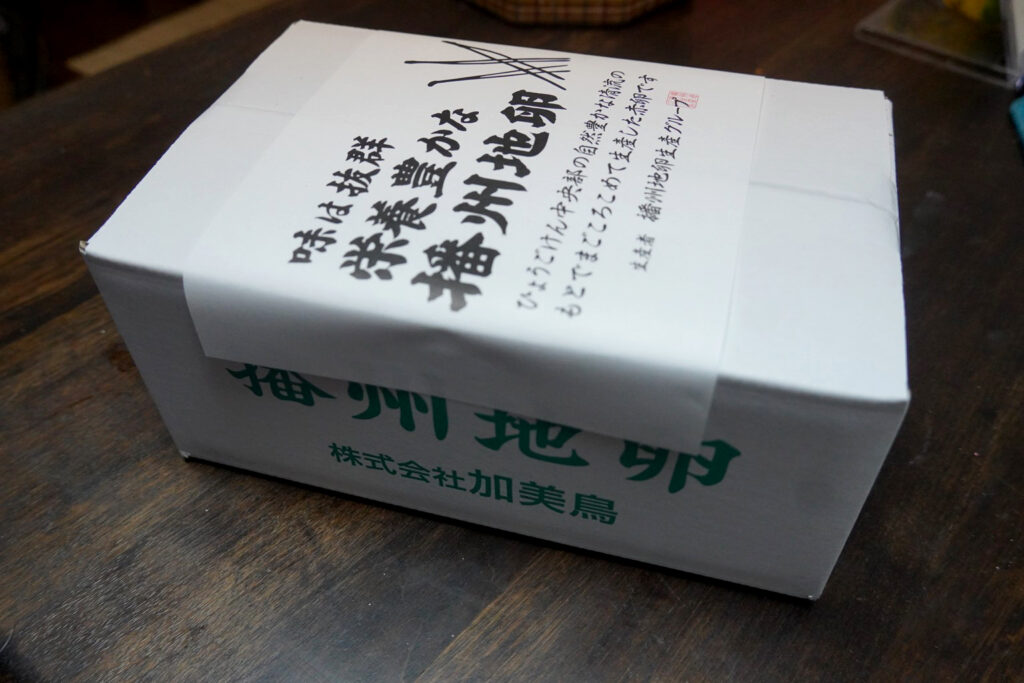 味は抜群
栄養豊かな
播州地卵
ひょうごけん中央部の自然豊かな清流の
もとでまごころこめて生産した赤卵です
生産者 播州地卵生産グループ
播州地卵
株式会社加美鳥